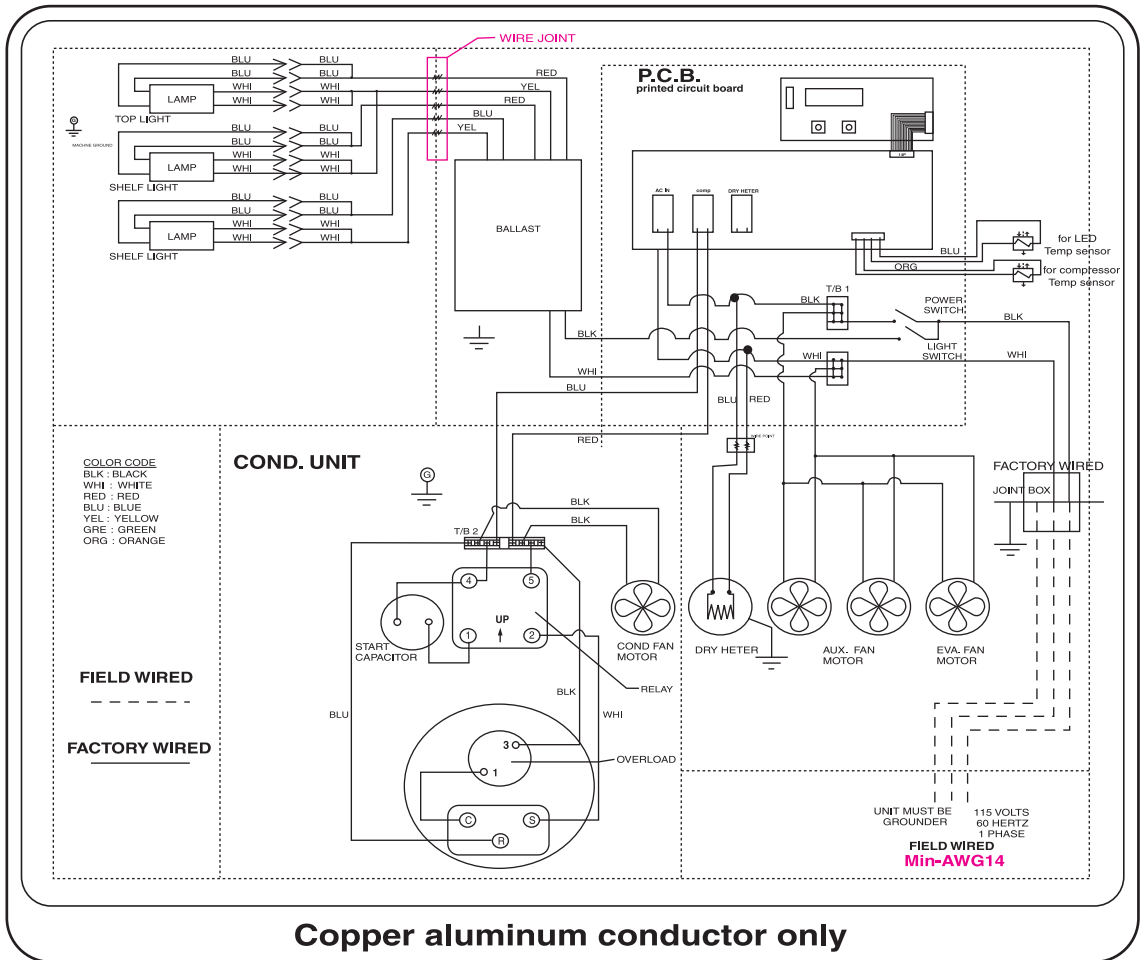 WIRE JOINT
BLU BLU
BLU BLU
WHI WHI
WHI WHI
LAMP
TOP LIGHT
G
MACHINE GROUND
BLU BLU
BLU BLU
WHI WHI
WHI WHI
LAMP
SHELF LIGHT
BLU BLU
BLU BLU
WHI WHI
WHI WHI
LAMP
SHELF LIGHT
RED
YEL
RED
BLU
YEL
BALLAST
P.C.B.
printed circuit board
AC IN
comp
DRY HETER
BLU
ORG
for LED
Temp sensor
for compressor
Temp sensor
T/B 1
BLK
POWER
SWITCH
BLK
BLK
LIGHT
SWITCH
WHI
WHI
WHI
BLU
BLU
RED
RED
WIRE POINT
COLOR CODE
BLK : BLACK
WHI : WHITE
RED : RED
BLU : BLUE
YEL : YELLOW
GRE : GREEN
ORG : ORANGE
COND. UNIT
G
BLK
BLK
T/B 2
4
5
UP
1
2
START
CAPACITOR
COND FAN
MOTOR
RELAY
BLK
BLU
WHI
3
1
OVERLOAD
C
S
R
FIELD WIRED
FACTORY WIRED
DRY HETER
AUX. FAN
MOTOR
EVA. FAN
MOTOR
FACTORY WIRED
JOINT BOX
UNIT MUST BE
GROUNDER
115 VOLTS
60 HERTZ
1 PHASE
FIELD WIRED
Min-AWG14
Copper aluminum conductor only